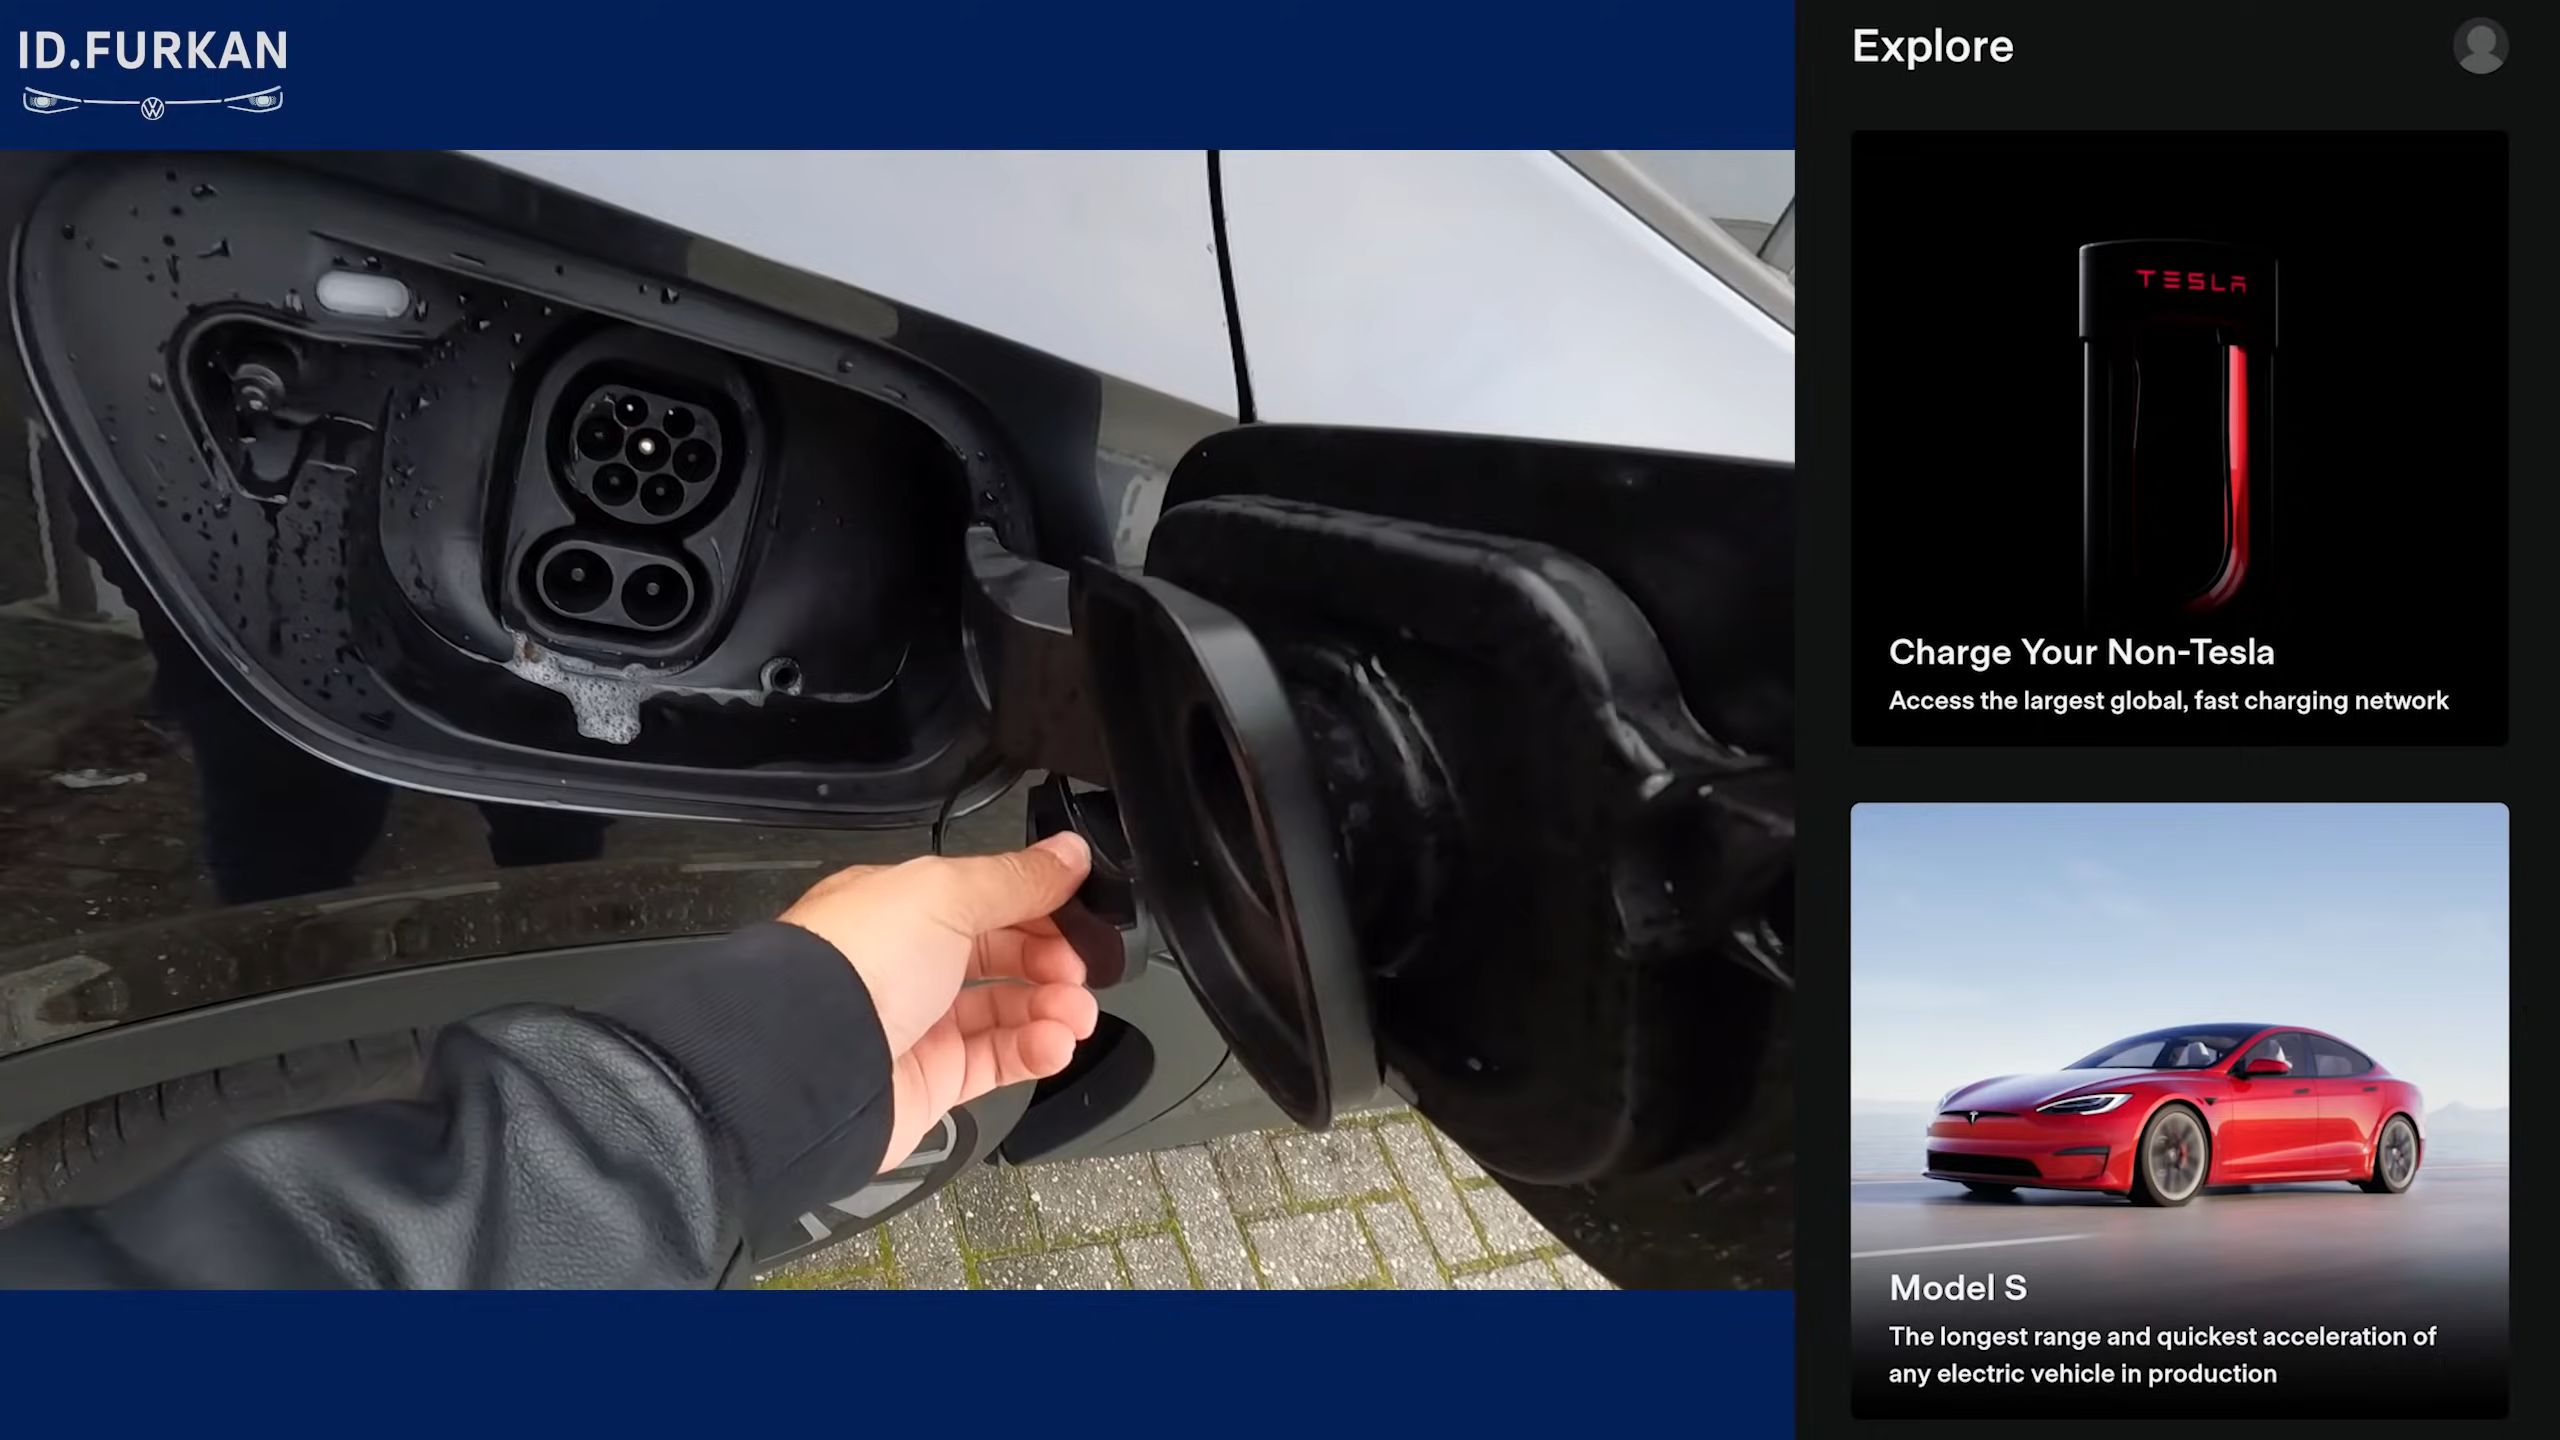 ID.FURKAN
Explore
TESLA
Charge Your Non-Tesla
Access the largest global, fast charging network
Model S
The longest range and quickest acceleration of
any electric vehicle in production